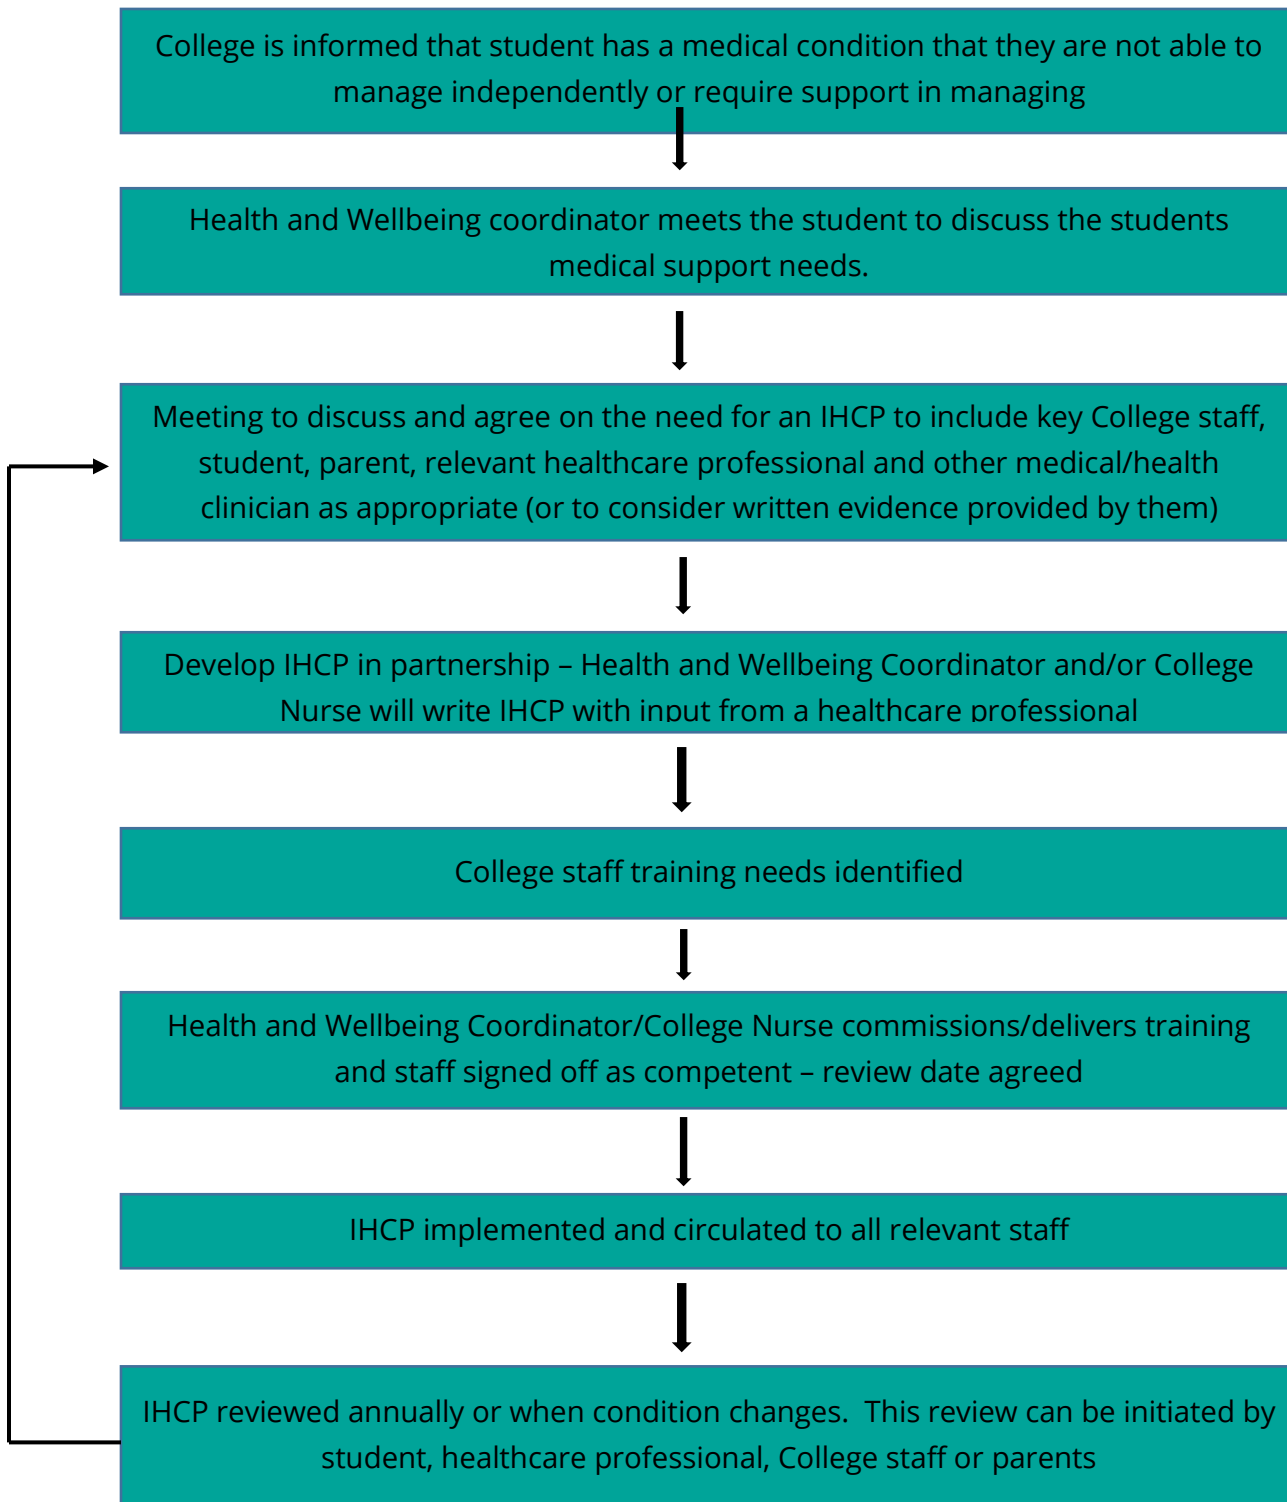 College is informed that student has a medical condition that they are not able to
manage independently or require support in managing
Health and Wellbeing coordinator meets the student to discuss the students
medical support needs.
Meeting to discuss and agree on the need for an IHCP to include key College staff,
student, parent, relevant healthcare professional and other medical/health
clinician as appropriate (or to consider written evidence provided by them)
Develop IHCP in partnership – Health and Wellbeing Coordinator and/or College
Nurse will write IHCP with input from a healthcare professional
College staff training needs identified
Health and Wellbeing Coordinator/College Nurse commissions/delivers training
and staff signed off as competent – review date agreed
IHCP implemented and circulated to all relevant staff
IHCP reviewed annually or when condition changes.  This review can be initiated by
student, healthcare professional, College staff or parents